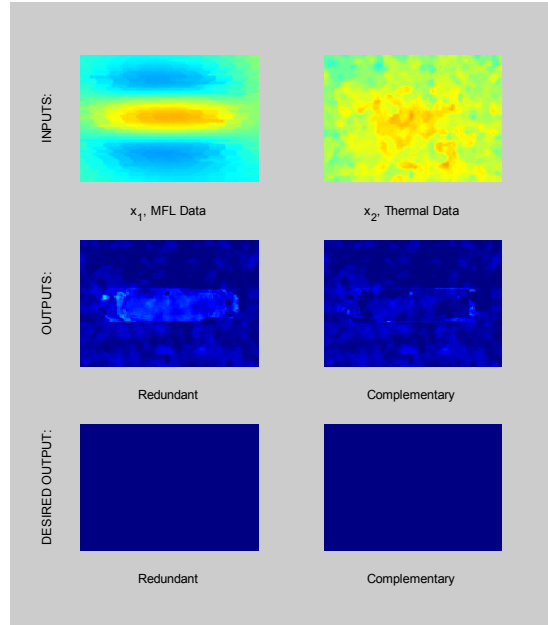 INPUTS:
x1, MFL Data
x2, Thermal Data
OUTPUTS:
Redundant
Complementary
DESIRED OUTPUT:
Redundant
Complementary